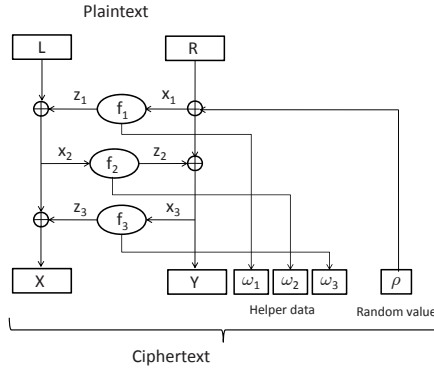 Plaintext
L R
z₁ f₁ x₁
x₂ f₂ z₂
z₃ f₃ x₃
X Y ω₁ ω₂ ω₃ ρ
Helper data Random value
Ciphertext